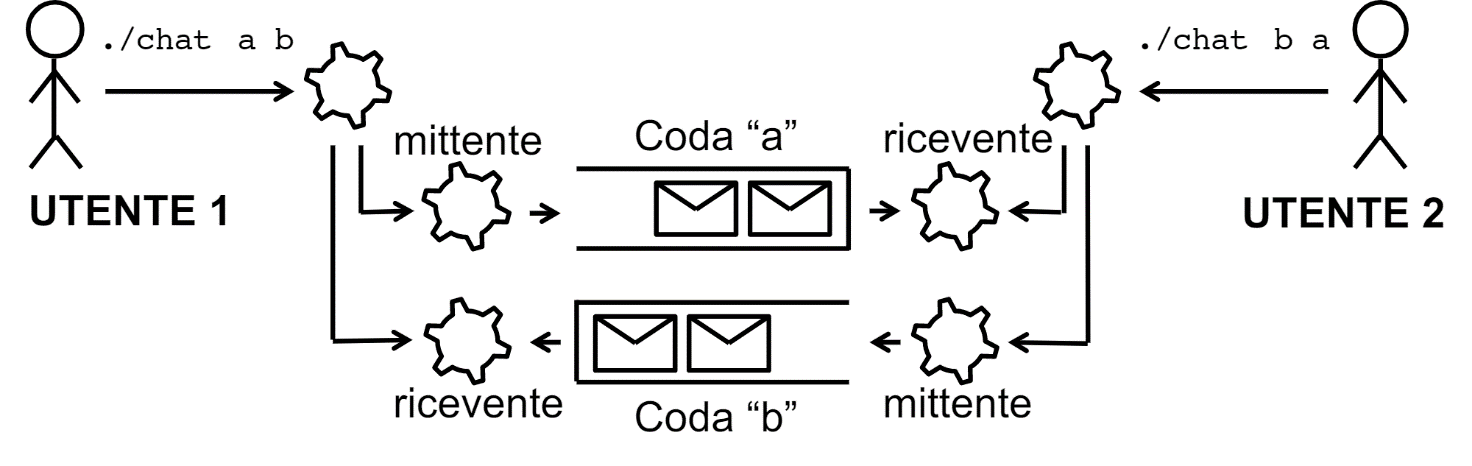 ./chat a b
./chat b a
mittente
Coda “a”
ricevente
UTENTE 1
UTENTE 2
ricevente
Coda “b”
mittente